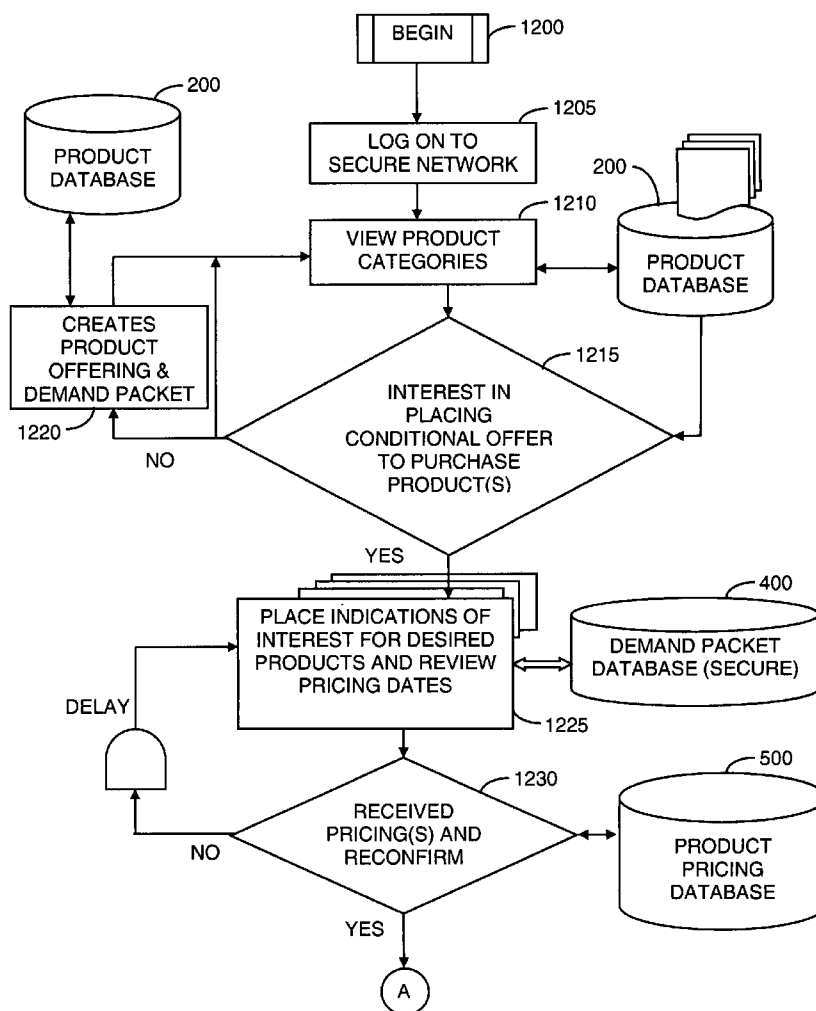 BEGIN
1200
200
PRODUCT
DATABASE
1205
LOG ON TO
SECURE NETWORK
1210
VIEW PRODUCT
CATEGORIES
200
PRODUCT
DATABASE
CREATES
PRODUCT
OFFERING &
DEMAND PACKET
1220
NO
1215
INTEREST IN
PLACING
CONDITIONAL OFFER
TO PURCHASE
PRODUCT(S)
YES
PLACE INDICATIONS OF
INTEREST FOR DESIRED
PRODUCTS AND REVIEW
PRICING DATES
1225
400
DEMAND PACKET
DATABASE (SECURE)
DELAY
1230
RECEIVED
PRICING(S) AND
RECONFIRM
NO
500
PRODUCT
PRICING
DATABASE
YES
A